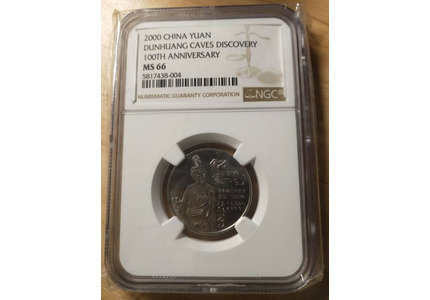 2000 CHINA YUAN
DUNHUANG CAVES DISCOVERY
100TH ANNIVERSARY
MS 66
5817438-004
NUMISMATIC GUARANTY CORPORATION
NGC